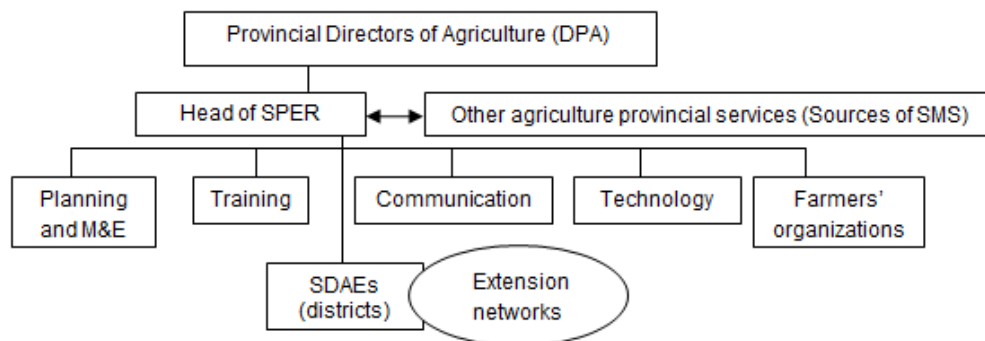 Provincial Directors of Agriculture (DPA)
Head of SPER
Other agriculture provincial services (Sources of SMS)
Planning
and M&E
Training
Communication
Technology
Farmers’
organizations
SDAEs
(districts)
Extension
networks